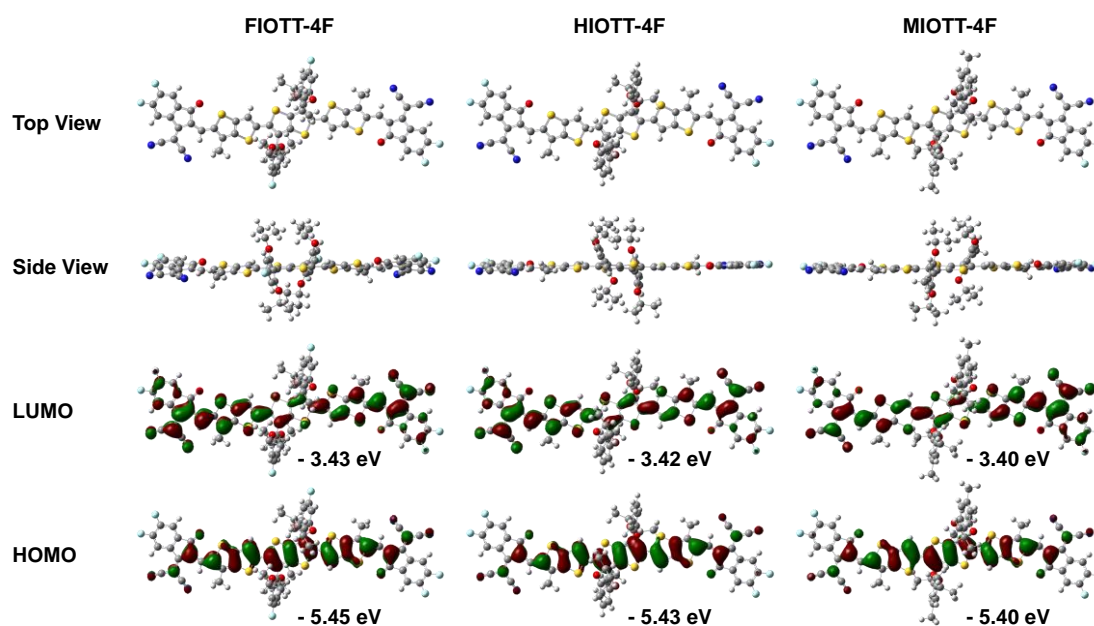 FIOTT-4F HIOTT-4F MIOTT-4F
Top View
Side View
LUMO
- 3.43 eV - 3.42 eV - 3.40 eV
HOMO
- 5.45 eV - 5.43 eV - 5.40 eV